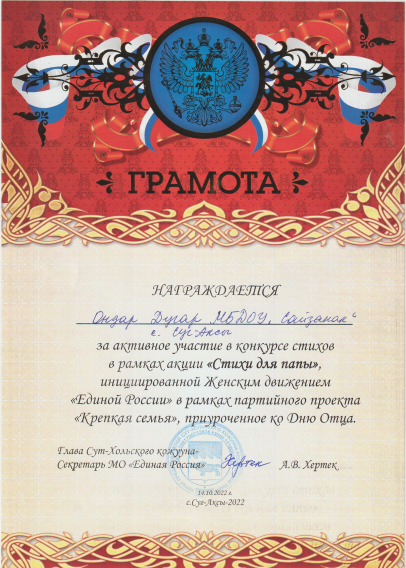 ГРАМОТА
НАГРАЖДАЕТСЯ
Ондар Дугар МБДОУ „Сайзанак“
с. Суг-Аксы
за активное участие в конкурсе стихов
в рамках акции «Стихи для папы»,
инициированной Женским движением
«Единой России» в рамках партийного проекта
«Крепкая семья», приуроченное ко Дню Отца.
Глава Сут-Хольского кожууна-
Секретарь МО «Единая Россия» Хертек А.В. Хертек
14.10.2022 г.
с.Суг-Аксы-2022